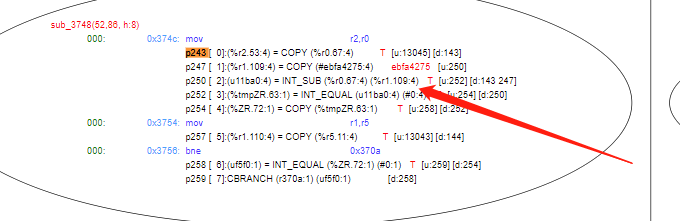 sub_3748(52,86, h:8)
000: 0x374c: mov r2,r0
p243 [ 0]:(%r2.63:4) = COPY (%r0.67:4) T [u:13045] [d:143]
p247 [ 1]:(%r1.109:4) = COPY (#ebfa4275:4) ebfa4276 [u:250]
p250 [ 2]:(u11ba0:4) = INT_SUB (%r0.67:4) (%r1.109:4) T [u:252] [d:143 247]
p252 [ 3]:(%tmpZR.63:1) = INT_EQUAL (u11ba0:4) (#0:4) [u:254] [d:250]
p254 [ 4]:(%ZR.72:1) = COPY (%tmpZR.63:1) T [u:258] [d:252]
000: 0x3754: mov r1,r5
p257 [ 5]:(%r1.110:4) = COPY (%r5.11:4) T [u:13043] [d:144]
000: 0x3756: bne 0x370a
p258 [ 6]:(uf5f0:1) = INT_EQUAL (%ZR.72:1) (#0:1) T [u:259] [d:254]
p259 [ 7]:CBRANCH (r370a:1) (uf5f0:1) [d:258]